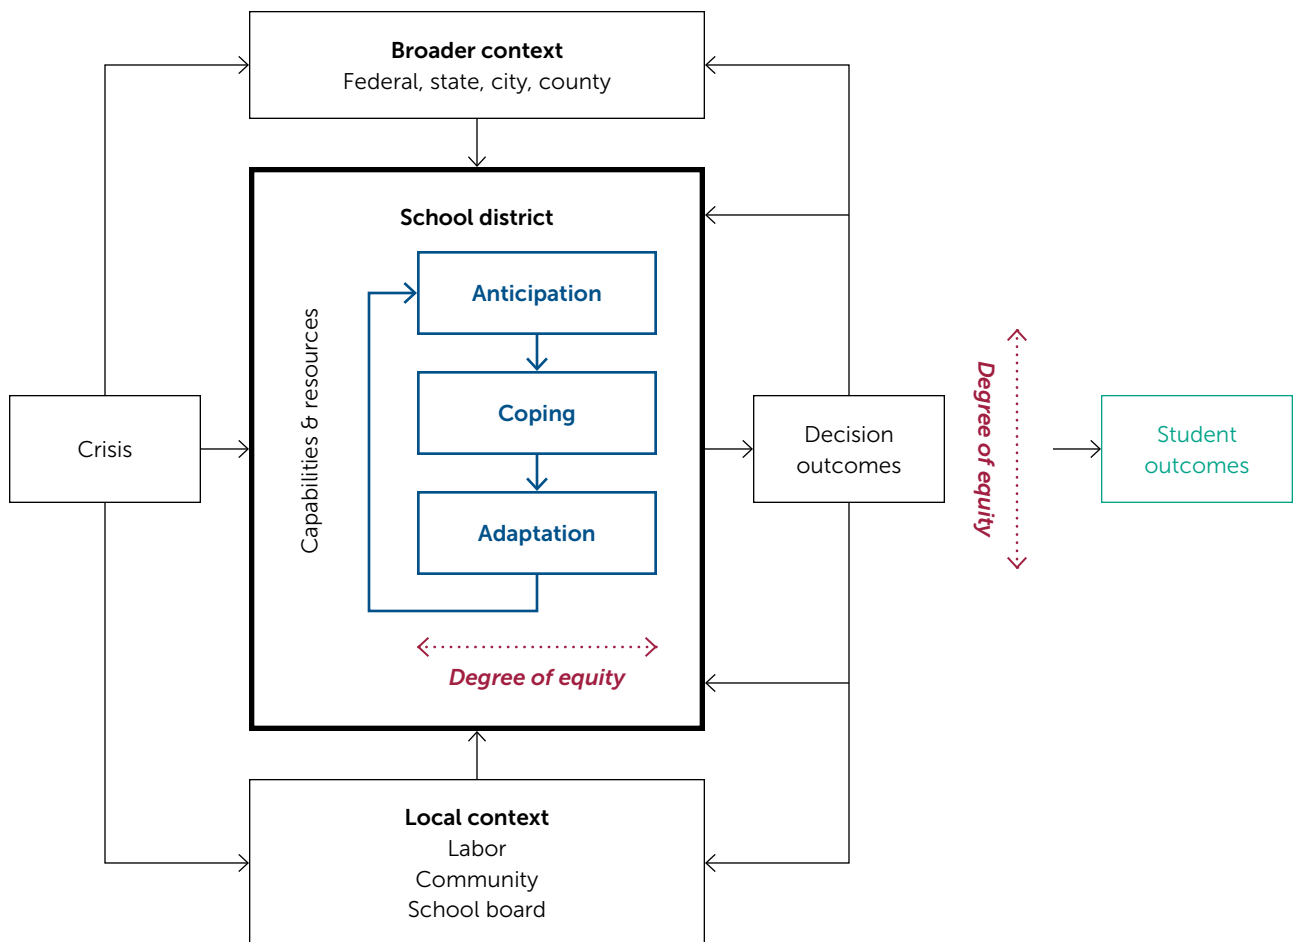 Broader context
Federal, state, city, county
School district
Capabilities & resources
Anticipation
Coping
Adaptation
Degree of equity
Crisis
Decision
outcomes
Degree of equity
Student
outcomes
Local context
Labor
Community
School board